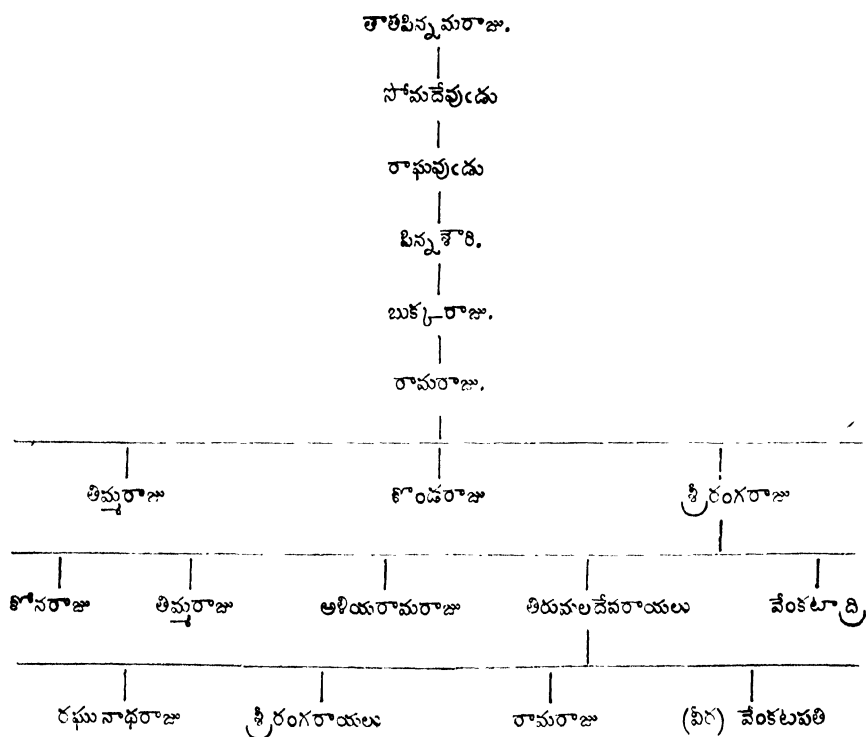 తాతపిన్నమరాజు.
సోమదేవుఁడు
రాఘవుఁడు
పిన్నశౌరి.
బుక్కరాజు.
రామరాజు.
తిమ్మరాజు కొండరాజు శ్రీరంగరాజు
కోనరాజు తిమ్మరాజు అళియరామరాజు తిరుమలదేవరాయలు వేంకటాద్రి
రఘునాథరాజు శ్రీరంగరాయలు రామరాజు (వీర) వేంకటపతి